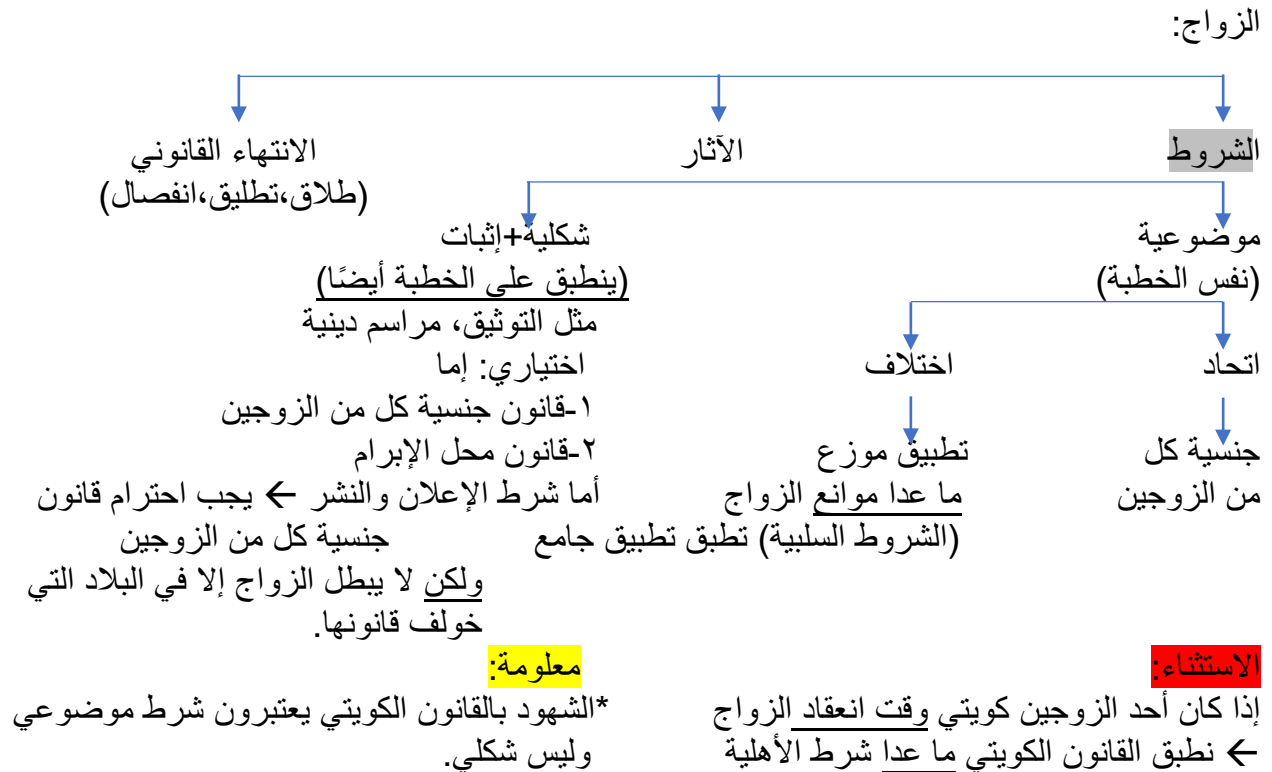 الزواج:
الشروط الآثار الانتهاء القانوني
(طلاق،تطليق،انفصال)
موضوعية شكلية+إثبات
(نفس الخطبة) (ينطبق على الخطبة أيضًا)
مثل التوثيق، مراسم دينية
اتحاد اختلاف اختياري: إما
١-قانون جنسية كل من الزوجين
جنسية كل تطبيق موزع ٢-قانون محل الإبرام
من الزوجين ما عدا موانع الزواج أما شرط الإعلان والنشر ← يجب احترام قانون
(الشروط السلبية) تطبق تطبيق جامع جنسية كل من الزوجين
ولكن لا يبطل الزواج إلا في البلاد التي
خولف قانونها.
الاستثناء: معلومة:
إذا كان أحد الزوجين كويتي وقت انعقاد الزواج *الشهود بالقانون الكويتي يعتبرون شرط موضوعي
← نطبق القانون الكويتي ما عدا شرط الأهلية وليس شكلي.